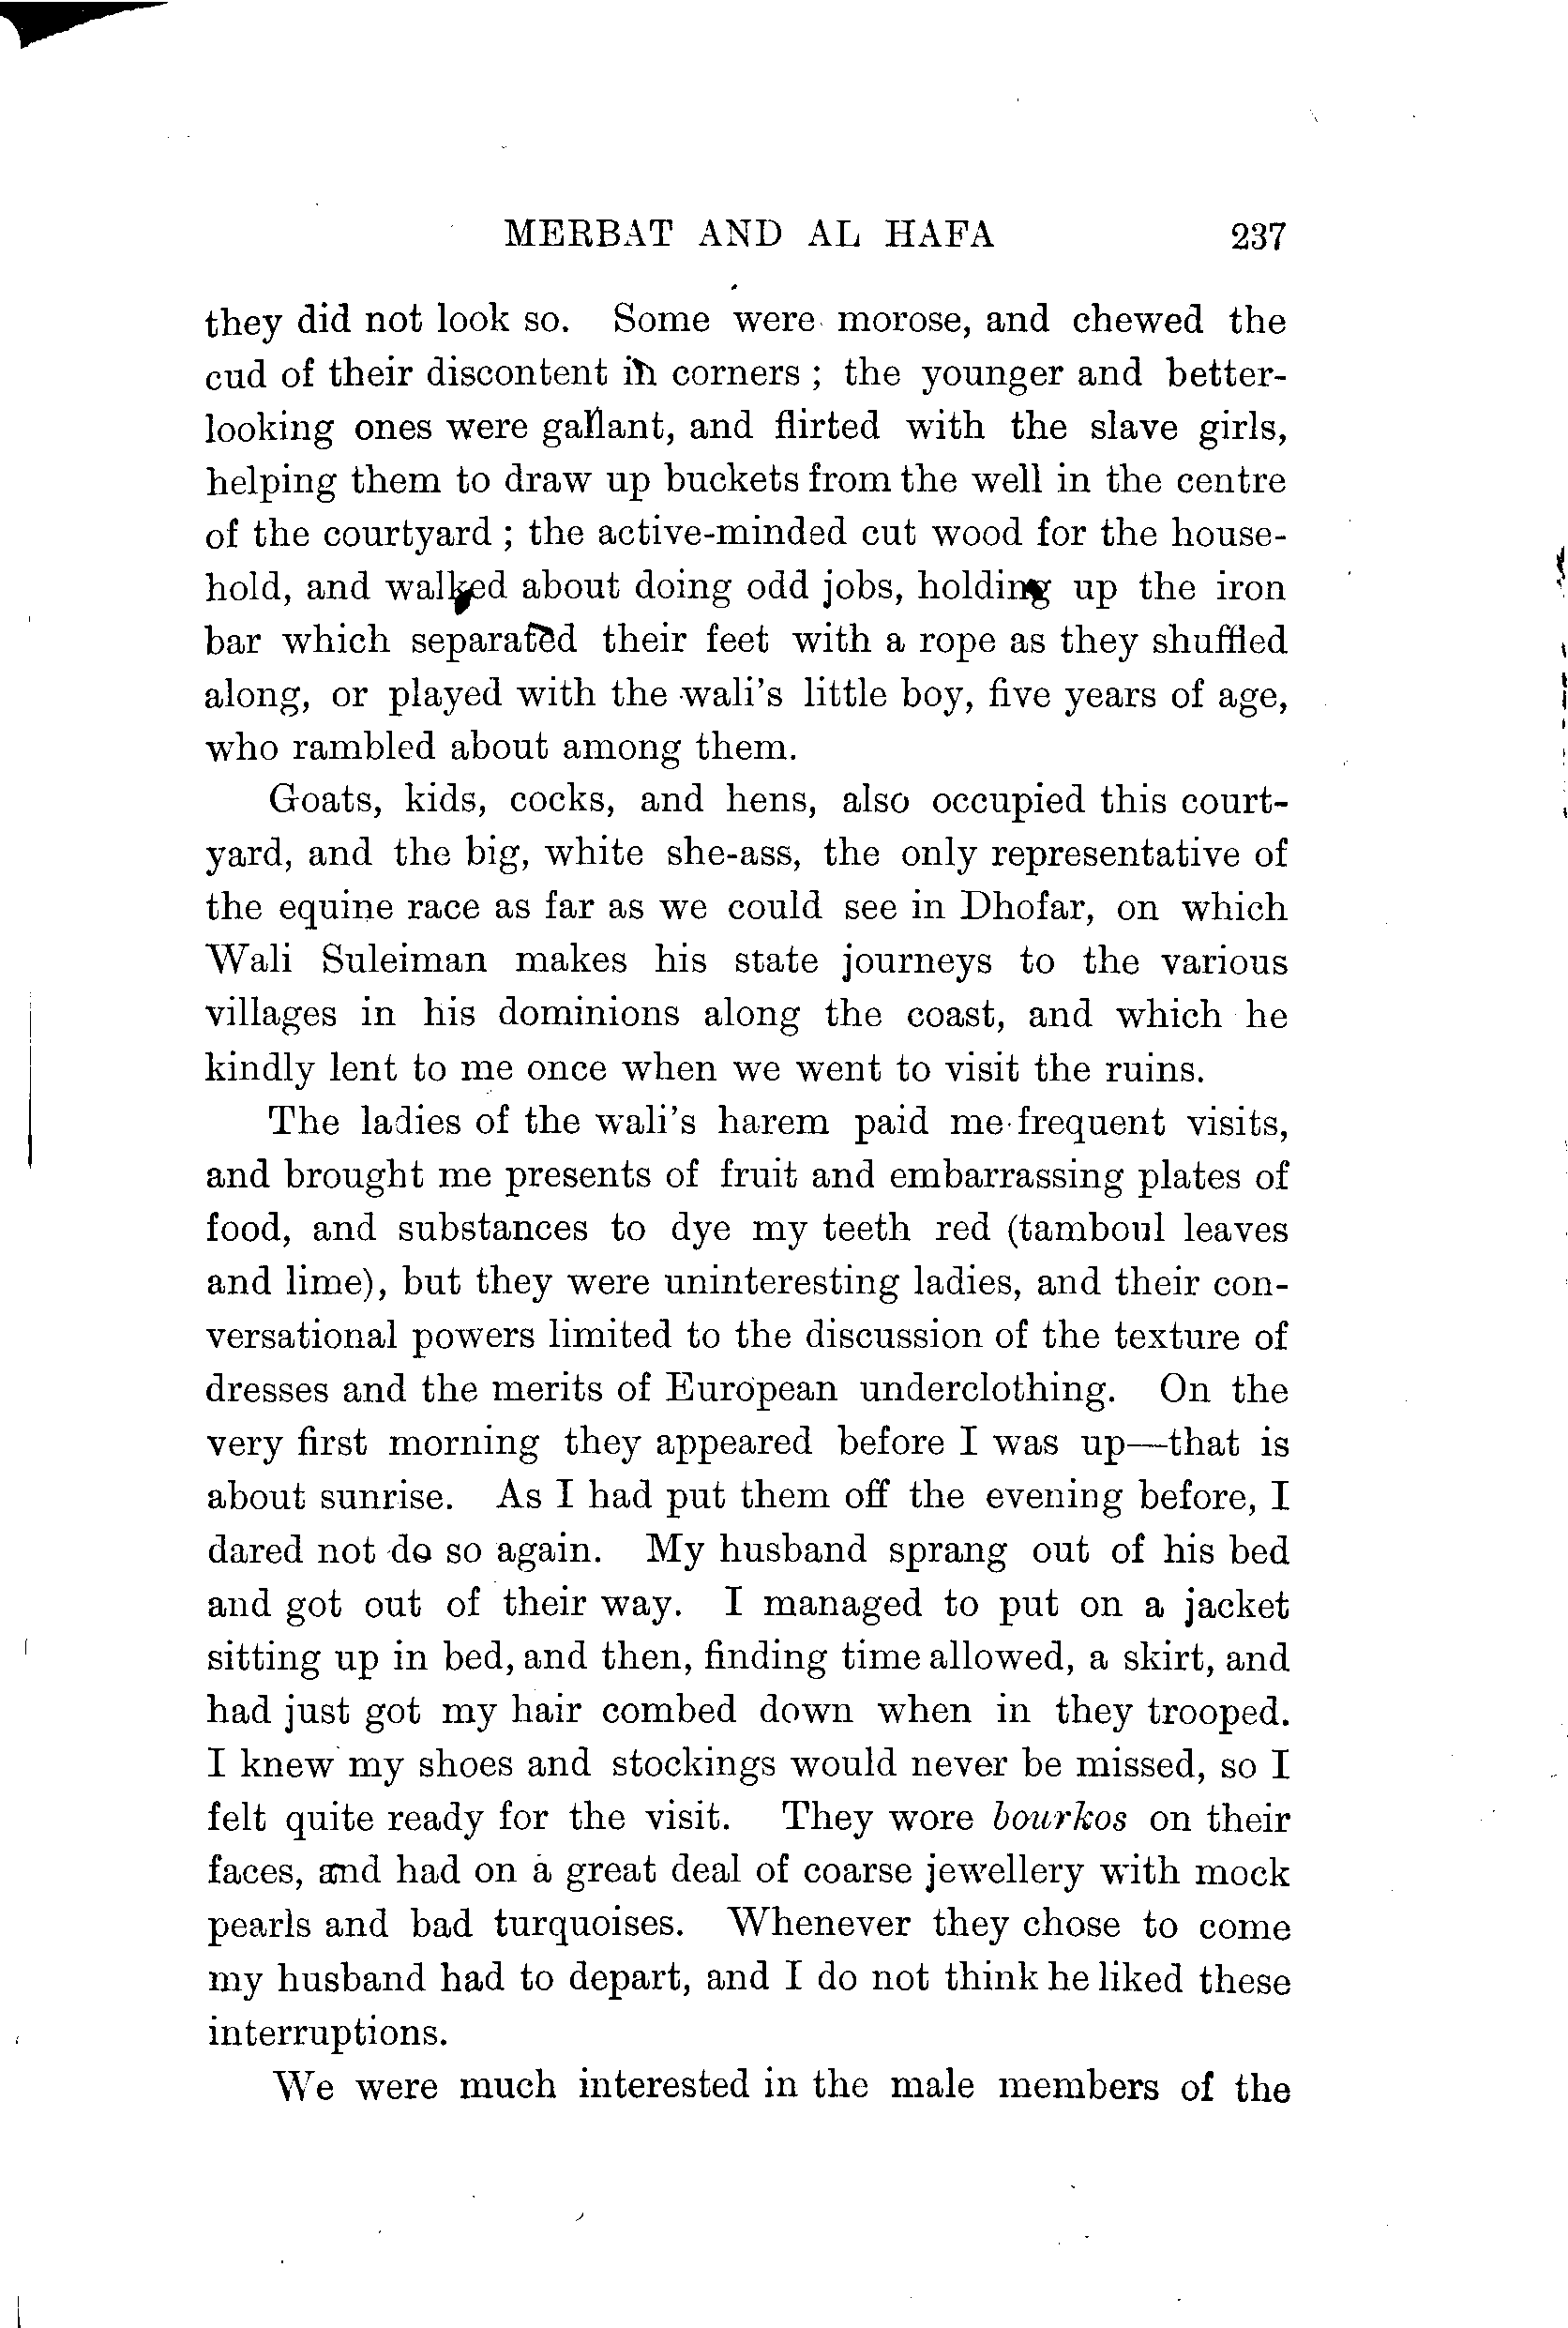 MERBAT AND AL HAFA 237
they did not look so. Some were morose, and chewed the
cud of their discontent in corners ; the younger and better-
looking ones were gallant, and flirted with the slave girls,
helping them to draw up buckets from the well in the centre
of the courtyard ; the active-minded cut wood for the house-
hold, and walked about doing odd jobs, holding up the iron
bar which separated their feet with a rope as they shuffled
along, or played with the wali's little boy, five years of age,
who rambled about among them.
Goats, kids, cocks, and hens, also occupied this court-
yard, and the big, white she-ass, the only representative of
the equine race as far as we could see in Dhofar, on which
Wali Suleiman makes his state journeys to the various
villages in his dominions along the coast, and which he
kindly lent to me once when we went to visit the ruins.
The ladies of the wali's harem paid me frequent visits,
and brought me presents of fruit and embarrassing plates of
food, and substances to dye my teeth red (tamboul leaves
and lime), but they were uninteresting ladies, and their con-
versational powers limited to the discussion of the texture of
dresses and the merits of European underclothing. On the
very first morning they appeared before I was up—that is
about sunrise. As I had put them off the evening before, I
dared not do so again. My husband sprang out of his bed
and got out of their way. I managed to put on a jacket
sitting up in bed, and then, finding time allowed, a skirt, and
had just got my hair combed down when in they trooped.
I knew my shoes and stockings would never be missed, so I
felt quite ready for the visit. They wore bourkos on their
faces, and had on a great deal of coarse jewellery with mock
pearls and bad turquoises. Whenever they chose to come
my husband had to depart, and I do not think he liked these
interruptions.
We were much interested in the male members of the